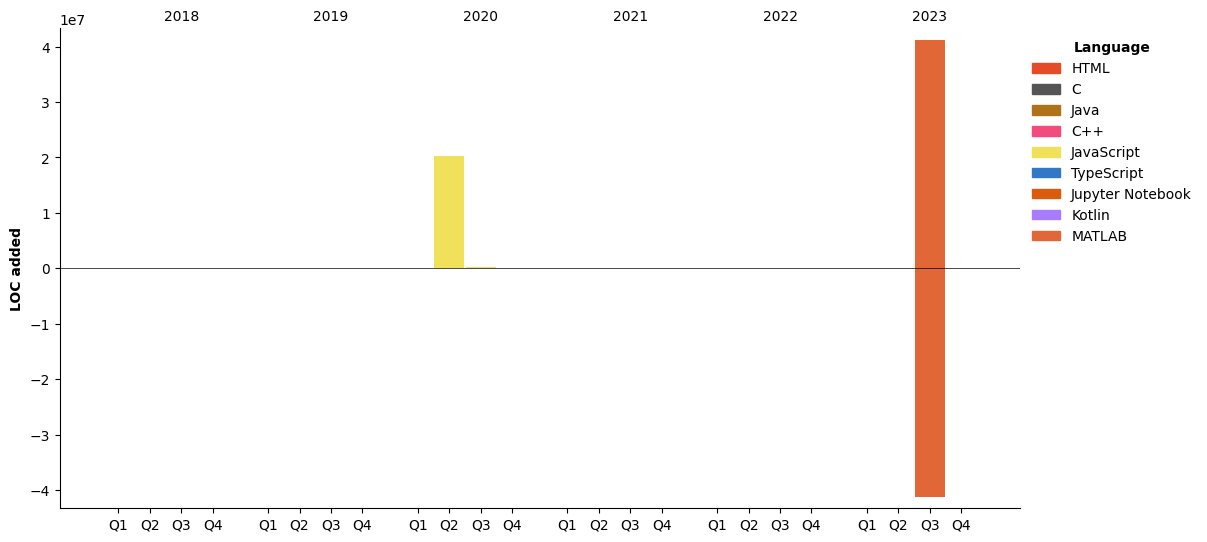 1e7
2018 2019 2020 2021 2022 2023
4
3
2
1
0
−1
−2
−3
−4
LOC added
Q1 Q2 Q3 Q4 Q1 Q2 Q3 Q4 Q1 Q2 Q3 Q4 Q1 Q2 Q3 Q4 Q1 Q2 Q3 Q4 Q1 Q2 Q3 Q4
Language
HTML
C
Java
C++
JavaScript
TypeScript
Jupyter Notebook
Kotlin
MATLAB